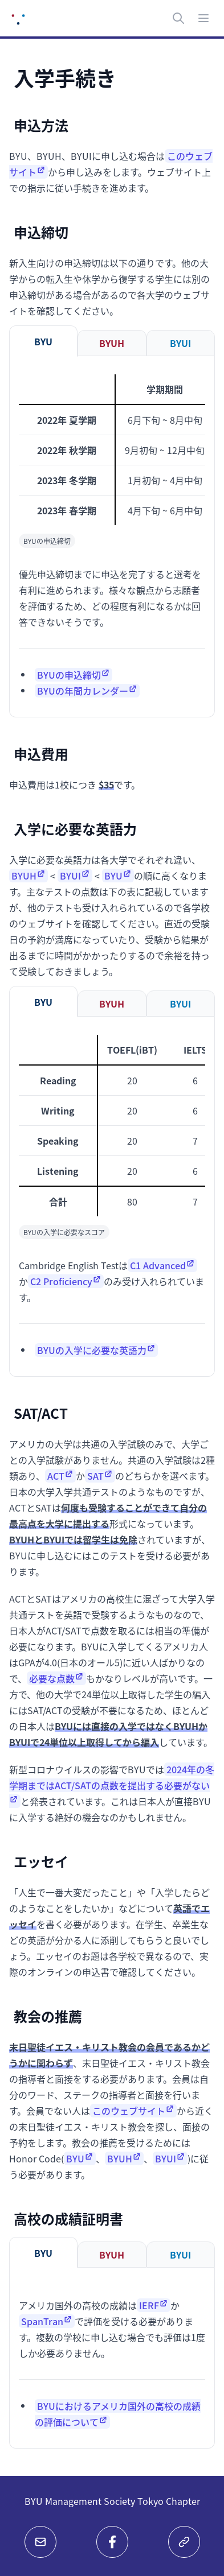 入学手続き
申込方法
BYU、BYUH、BYUIに申し込む場合はこのウェブ
サイトから申し込みをします。ウェブサイト上
での指示に従い手続きを進めます。
申込締切
新入生向けの申込締切は以下の通りです。他の大
学からの転入生や休学から復学する学生には別の
申込締切がある場合があるので各大学のウェブサ
イトを確認してください。
BYU BYUH BYUI
学期期間
2022年 夏学期 6月下旬 ~ 8月中旬
2022年 秋学期 9月初旬 ~ 12月中旬
2023年 冬学期 1月初旬 ~ 4月中旬
2023年 春学期 4月下旬 ~ 6月中旬
BYUの申込締切
優先申込締切までに申込を完了すると選考を
有利に進められます。様々な観点から志願者
を評価するため、どの程度有利になるかは回
答できないそうです。
BYUの申込締切
BYUの年間カレンダー
申込費用
申込費用は1校につき $35です。
入学に必要な英語力
入学に必要な英語力は各大学でそれぞれ違い、
BYUH < BYUI < BYU の順に高くなりま
す。主なテストの点数は下の表に記載しています
が、他のテストも受け入れられているので各学校
のウェブサイトを確認してください。直近の受験
日の予約が満席になっていたり、受験から結果が
出るまでに時間がかかったりするので余裕を持っ
て受験しておきましょう。
BYU BYUH BYUI
TOEFL(iBT) IELTS
Reading 20 6
Writing 20 6
Speaking 20 7
Listening 20 6
合計 80 7
BYUの入学に必要なスコア
Cambridge English Testは C1 Advanced
か C2 Proficiency のみ受け入れられていま
す。
BYUの入学に必要な英語力
SAT/ACT
アメリカの大学は共通の入学試験のみで、大学ご
との入学試験がありません。共通の入学試験は2種
類あり、 ACT か SAT のどちらかを選べます。
日本の大学入学共通テストのようなものですが、
ACTとSATは何度も受験することができて自分の
最高点を大学に提出する形式になっています。
BYUHとBYUIでは留学生は免除されていますが、
BYUに申し込むにはこのテストを受ける必要があ
ります。
ACTとSATはアメリカの高校生に混ざって大学入学
共通テストを英語で受験するようなものなので、
日本人がACT/SATで点数を取るには相当の準備が
必要になります。BYUに入学してくるアメリカ人
はGPAが4.0(日本のオール5)に近い人ばかりなの
で、 必要な点数 もかなりレベルが高いです。一
方で、他の大学で24単位以上取得した学生の編入
にはSAT/ACTの受験が不要になるため、ほとんど
の日本人はBYUには直接の入学ではなくBYUHか
BYUIで24単位以上取得してから編入しています。
新型コロナウイルスの影響でBYUでは 2024年の冬
学期まではACT/SATの点数を提出する必要がない
と発表されています。これは日本人が直接BYU
に入学する絶好の機会なのかもしれません。
エッセイ
「人生で一番大変だったこと」や「入学したらど
のようなことをしたいか」などについて英語でエ
ッセイを書く必要があります。在学生、卒業生な
どの英語が分かる人に添削してもらうと良いでし
ょう。エッセイのお題は各学校で異なるので、実
際のオンラインの申込書で確認してください。
教会の推薦
末日聖徒イエス・キリスト教会の会員であるかど
うかに関わらず、末日聖徒イエス・キリスト教会
の指導者と面接をする必要があります。会員は自
分のワード、ステークの指導者と面接を行いま
す。会員でない人は このウェブサイト から近く
の末日聖徒イエス・キリスト教会を探し、面接の
予約をします。教会の推薦を受けるためには
Honor Code( BYU 、 BYUH 、 BYUI )に従
う必要があります。
高校の成績証明書
BYU BYUH BYUI
アメリカ国外の高校の成績は IERF か
SpanTran で評価を受ける必要がありま
す。複数の学校に申し込む場合でも評価は1度
しか必要ありません。
BYUにおけるアメリカ国外の高校の成績
の評価について
BYU Management Society Tokyo Chapter